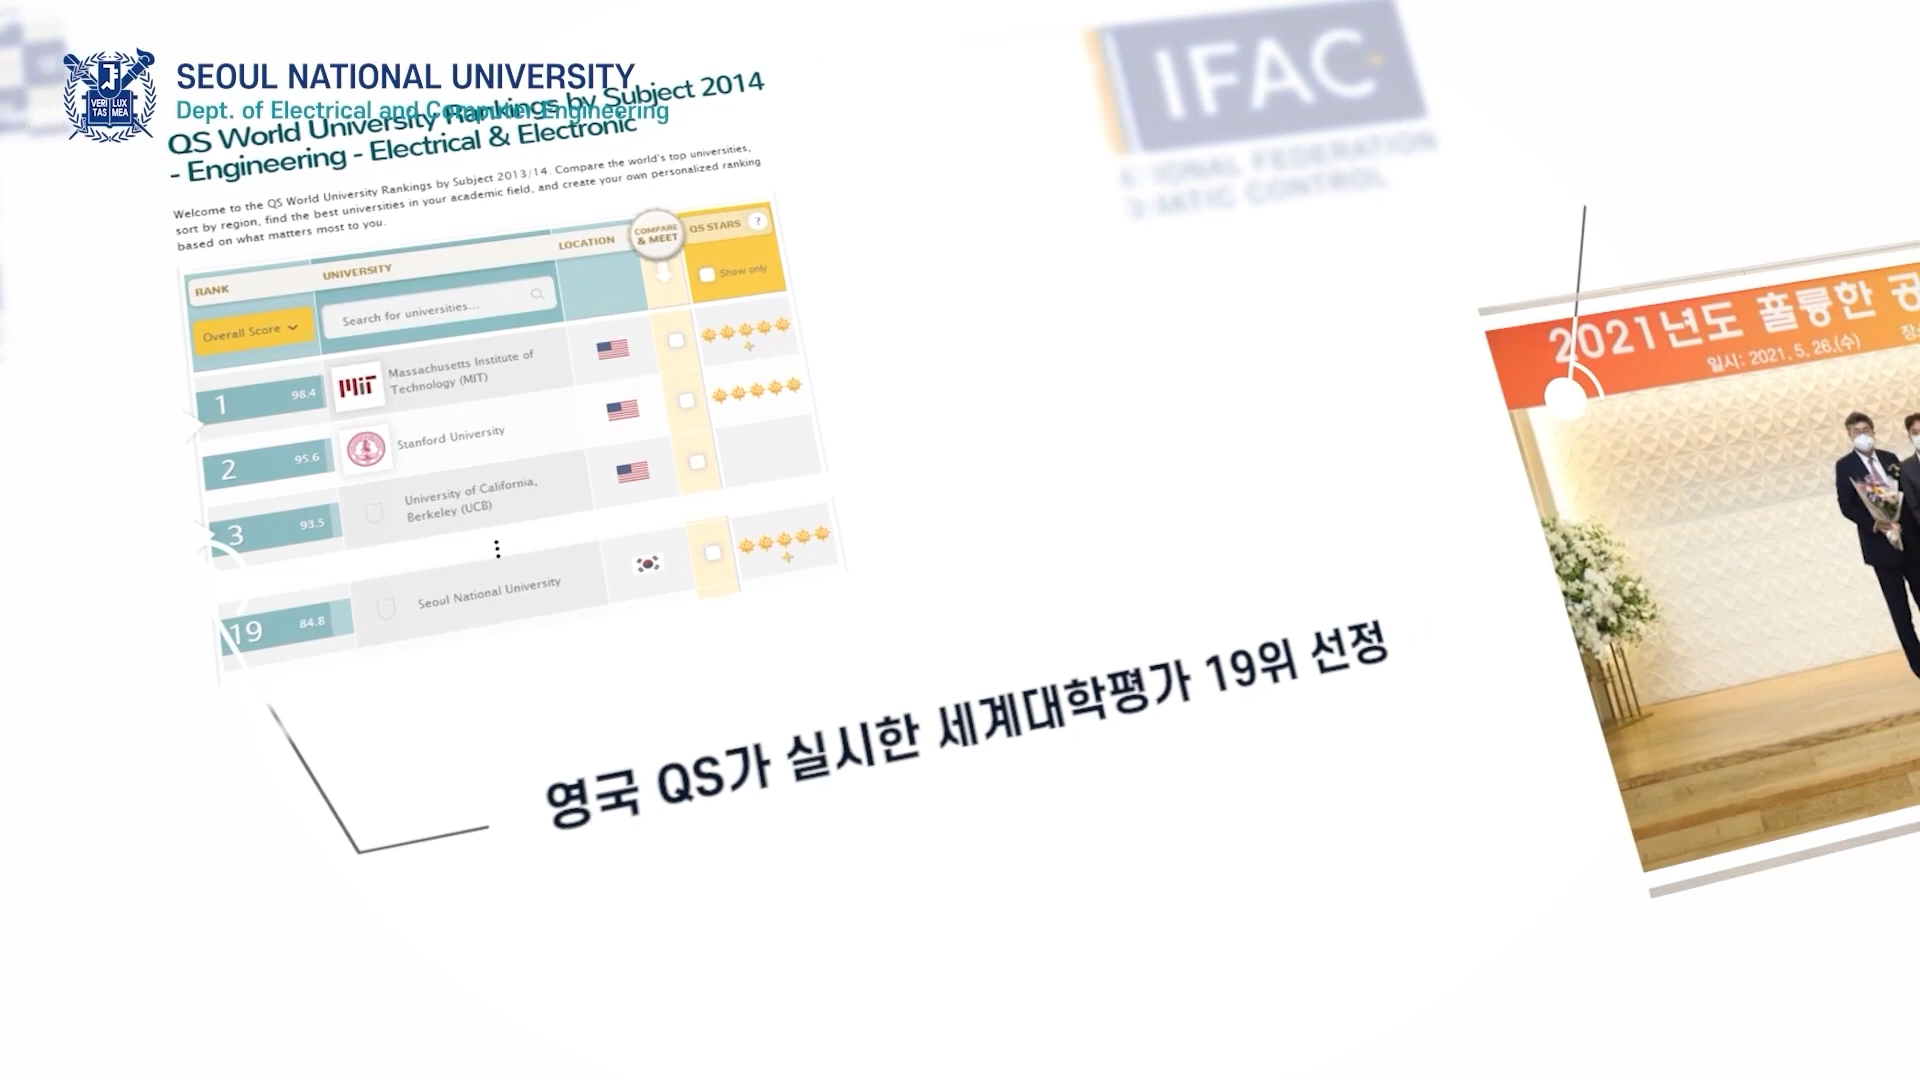 SEOUL NATIONAL UNIVERSITY
Dept. of Electrical and Computer Engineering
VERI LUX
TAS MEA
QS World University Rankings by Subject 2014
- Engineering - Electrical & Electronic
Welcome to the QS World University Rankings by Subject 2013/14. Compare the world's top universities,
sort by region, find the best universities in your academic field, and create your own personalized ranking
based on what matters most to you.
RANK UNIVERSITY LOCATION COMPARE & MEET QS STARS ?
Overall Score Search for universities... Show only
1 98.4 MIT Massachusetts Institute of
Technology (MIT)
2 95.6 Stanford University
3 93.5 University of California,
Berkeley (UCB)
19 84.8 Seoul National University
IFAC
FEDERATION
CONTROL
2021년도 훌륭한
일시: 2021. 5. 26.(수)
영국 QS가 실시한 세계대학평가 19위 선정